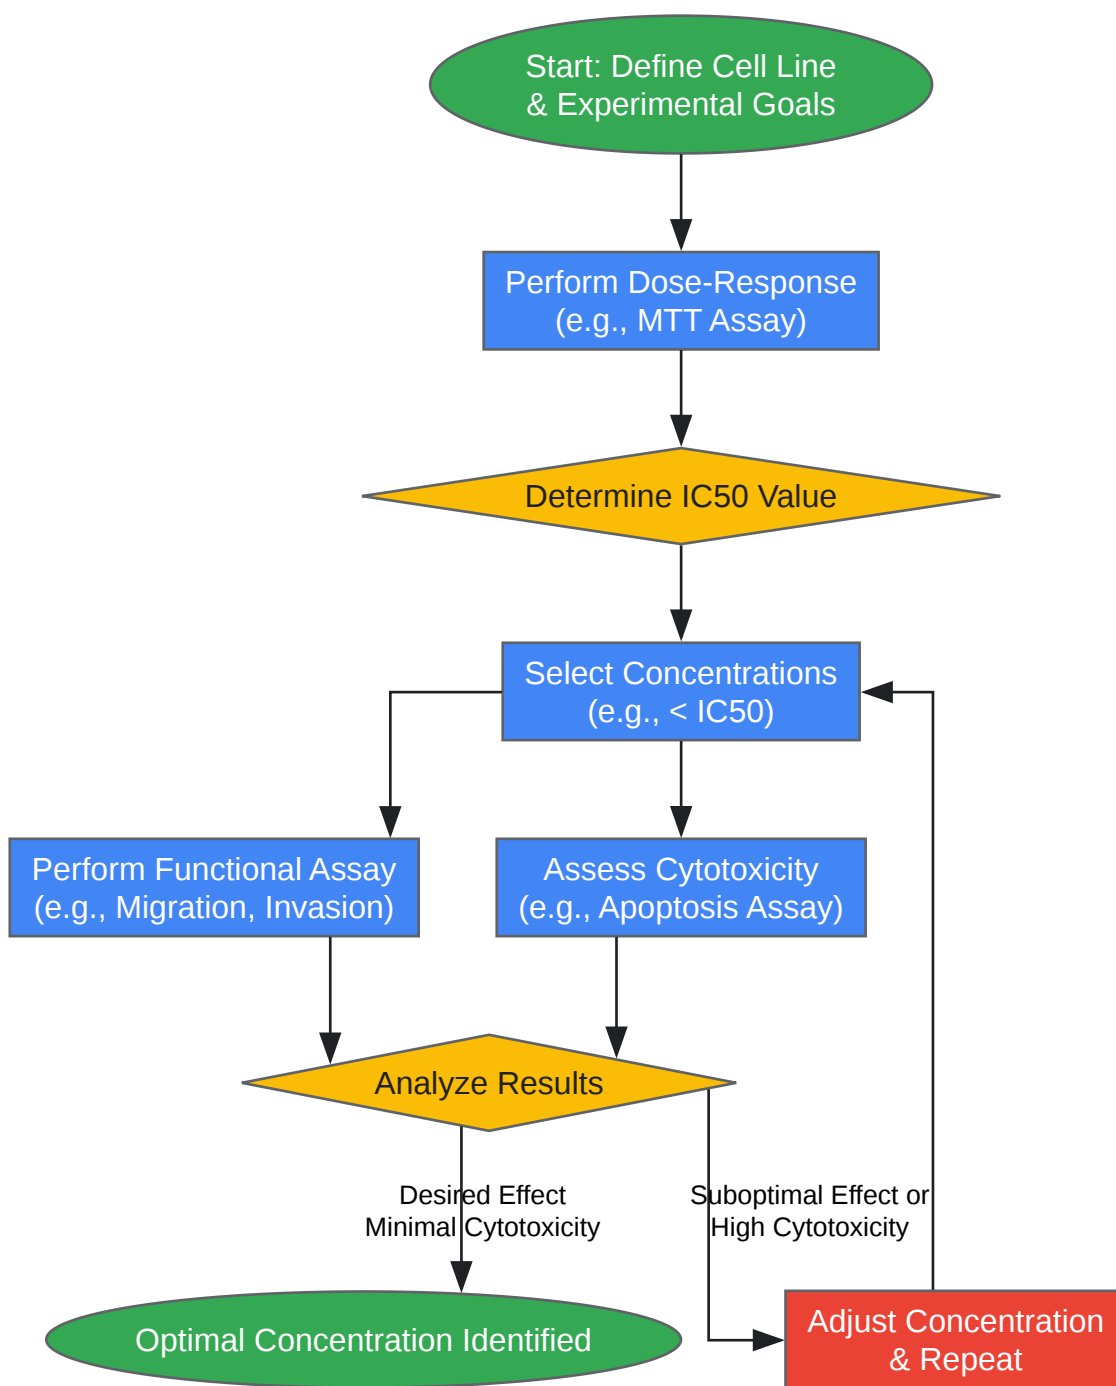 Start: Define Cell Line
& Experimental Goals
Perform Dose-Response
(e.g., MTT Assay)
Determine IC50 Value
Select Concentrations
(e.g., < IC50)
Perform Functional Assay
(e.g., Migration, Invasion)
Assess Cytotoxicity
(e.g., Apoptosis Assay)
Analyze Results
Desired Effect
Minimal Cytotoxicity
Suboptimal Effect or
High Cytotoxicity
Optimal Concentration Identified
Adjust Concentration
& Repeat